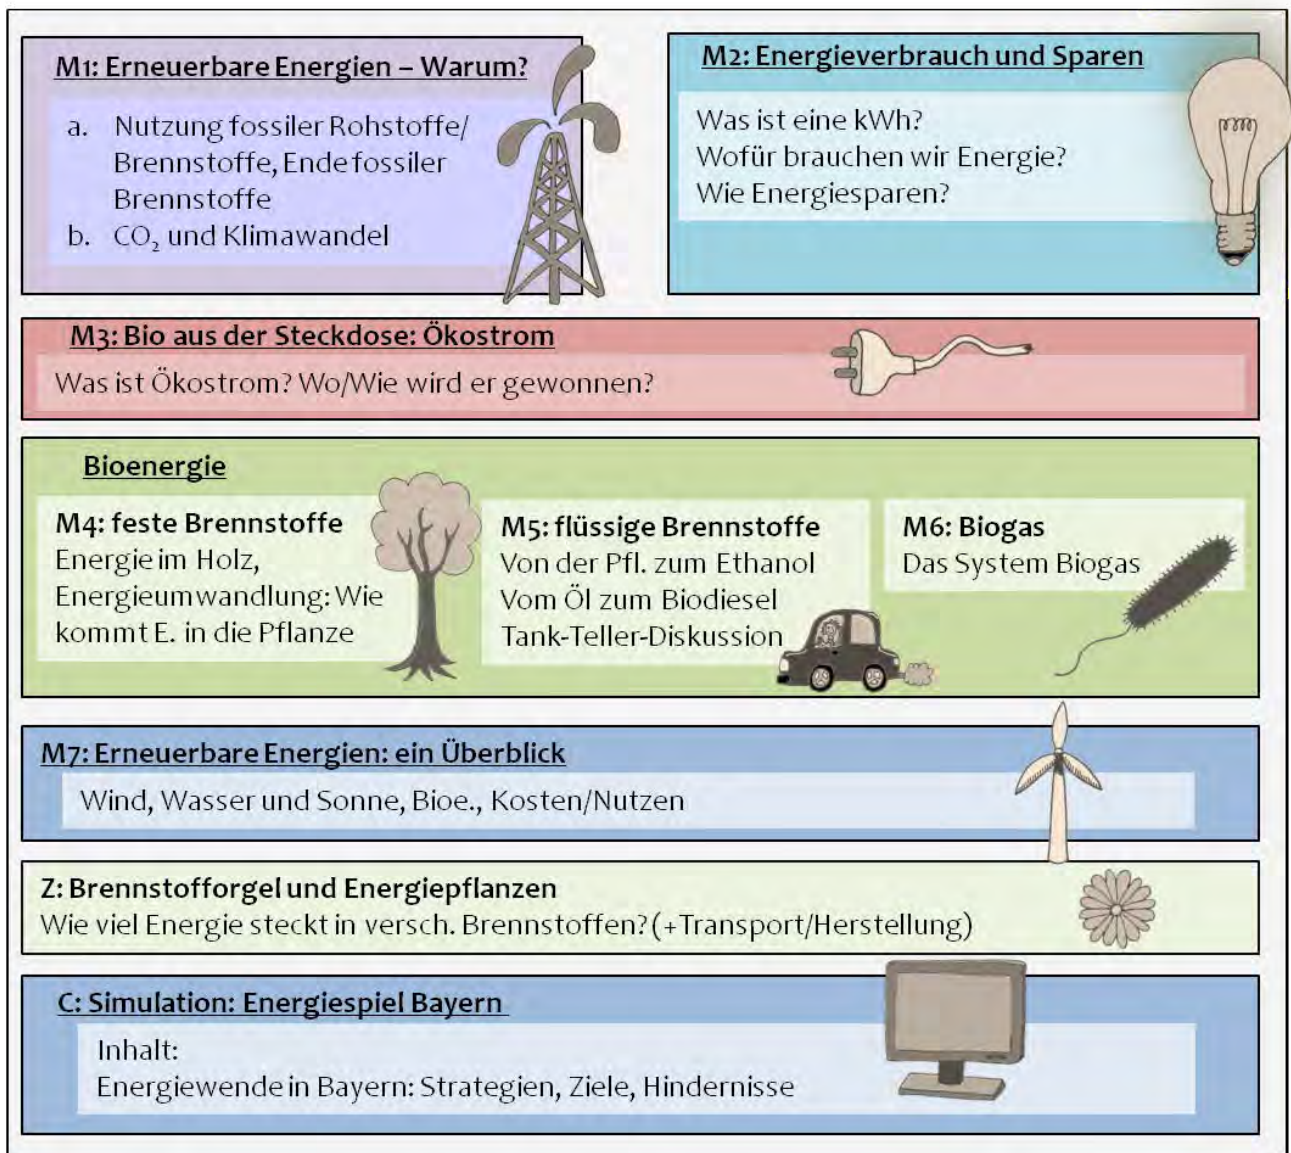 M1: Erneuerbare Energien – Warum?
a. Nutzung fossiler Rohstoffe/
Brennstoffe, Ende fossiler
Brennstoffe
b. CO₂ und Klimawandel
M2: Energieverbrauch und Sparen
Was ist eine kWh?
Wofür brauchen wir Energie?
Wie Energiesparen?
M3: Bio aus der Steckdose: Ökostrom
Was ist Ökostrom? Wo/Wie wird er gewonnen?
Bioenergie
M4: feste Brennstoffe
Energie im Holz,
Energieumwandlung: Wie
kommt E. in die Pflanze
M5: flüssige Brennstoffe
Von der Pfl. zum Ethanol
Vom Öl zum Biodiesel
Tank-Teller-Diskussion
M6: Biogas
Das System Biogas
M7: Erneuerbare Energien: ein Überblick
Wind, Wasser und Sonne, Bioe., Kosten/Nutzen
Z: Brennstofforgel und Energiepflanzen
Wie viel Energie steckt in versch. Brennstoffen? (+Transport/Herstellung)
C: Simulation: Energiespiel Bayern
Inhalt:
Energiewende in Bayern: Strategien, Ziele, Hindernisse